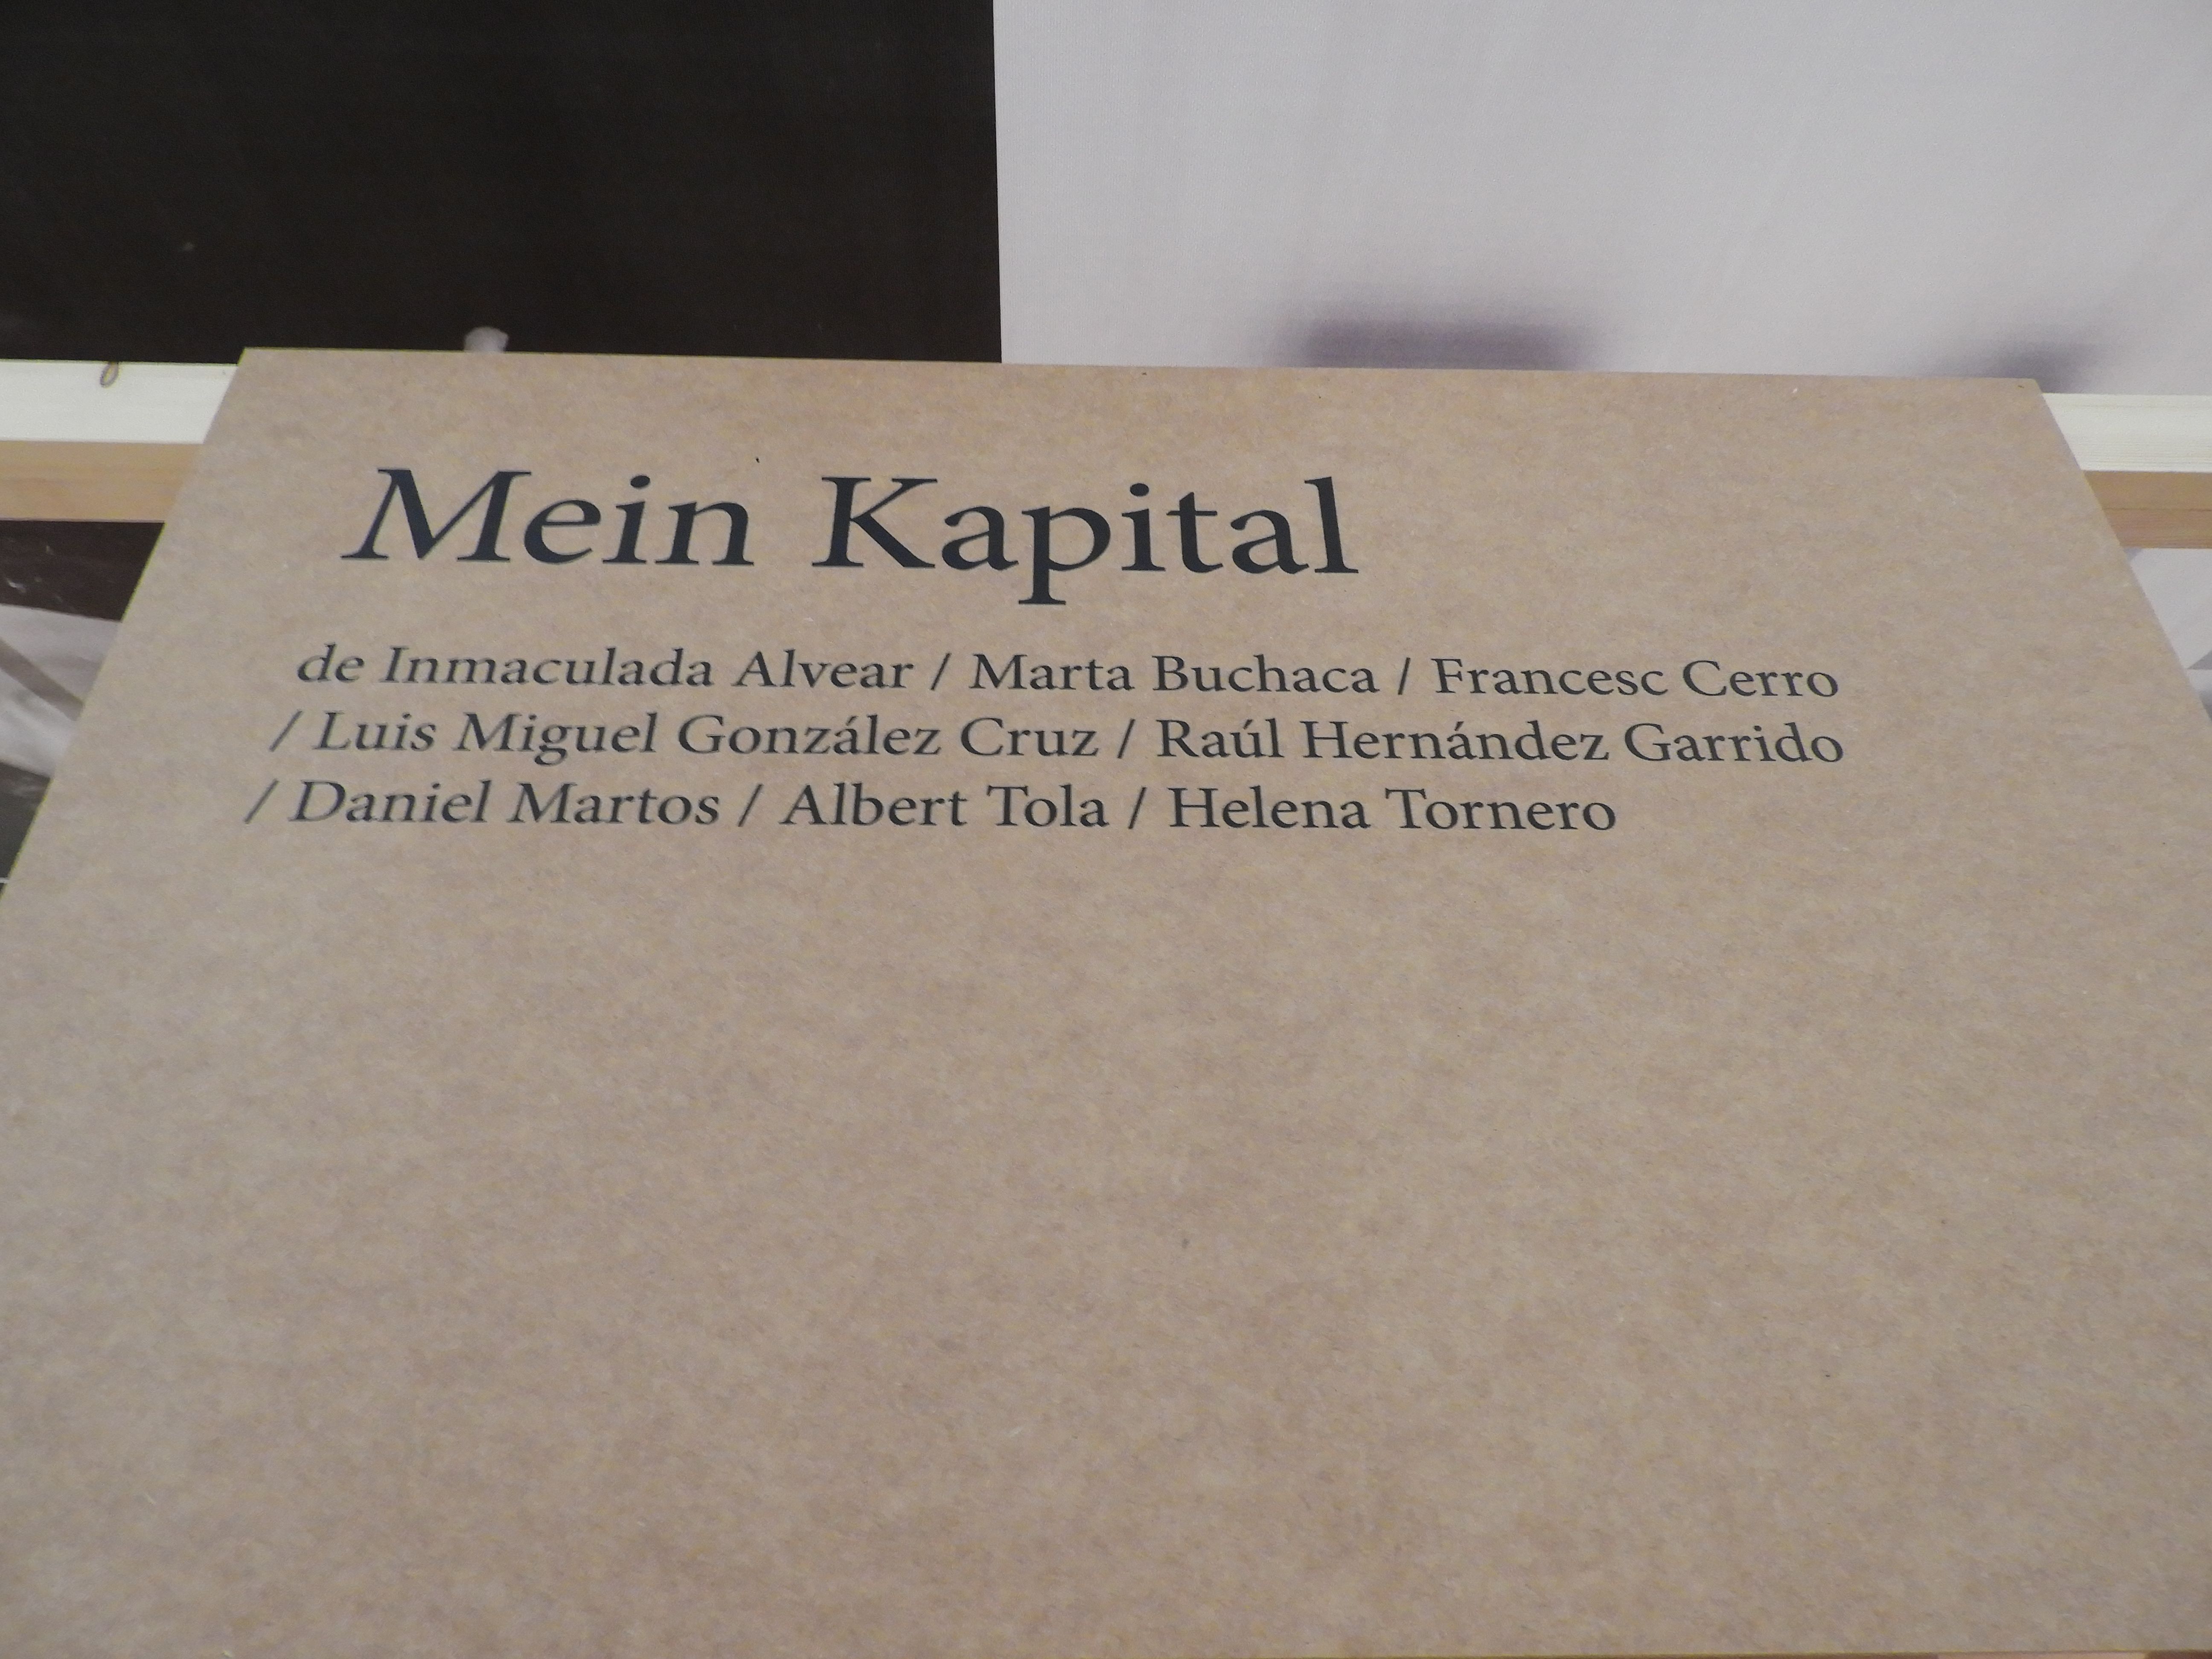 Mein Kapital
de Inmaculada Alvear / Marta Buchaca / Francesc Cerro
/ Luis Miguel González Cruz / Raúl Hernández Garrido
/ Daniel Martos / Albert Tola / Helena Tornero